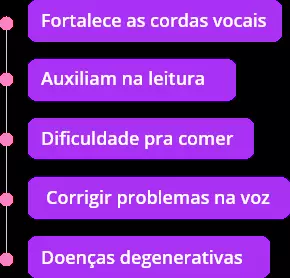 Fortalece as cordas vocais
Auxiliam na leitura
Dificuldade pra comer
Corrigir problemas na voz
Doenças degenerativas